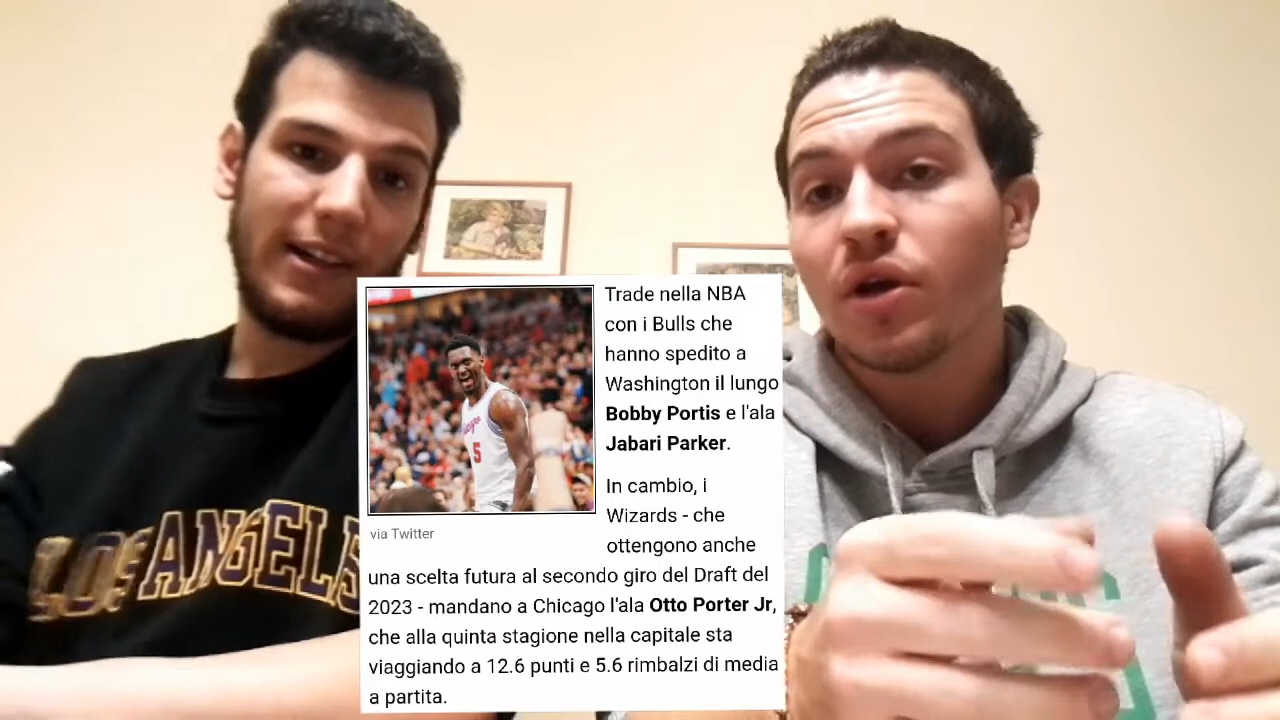 Trade nella NBA
con i Bulls che
hanno spedito a
Washington il lungo
Bobby Portis e l'ala
Jabari Parker.
In cambio, i
Wizards - che
ottengono anche
via Twitter
una scelta futura al secondo giro del Draft del
2023 - mandano a Chicago l'ala Otto Porter Jr,
che alla quinta stagione nella capitale sta
viaggiando a 12.6 punti e 5.6 rimbalzi di media
a partita.
5
LOS ANGELES